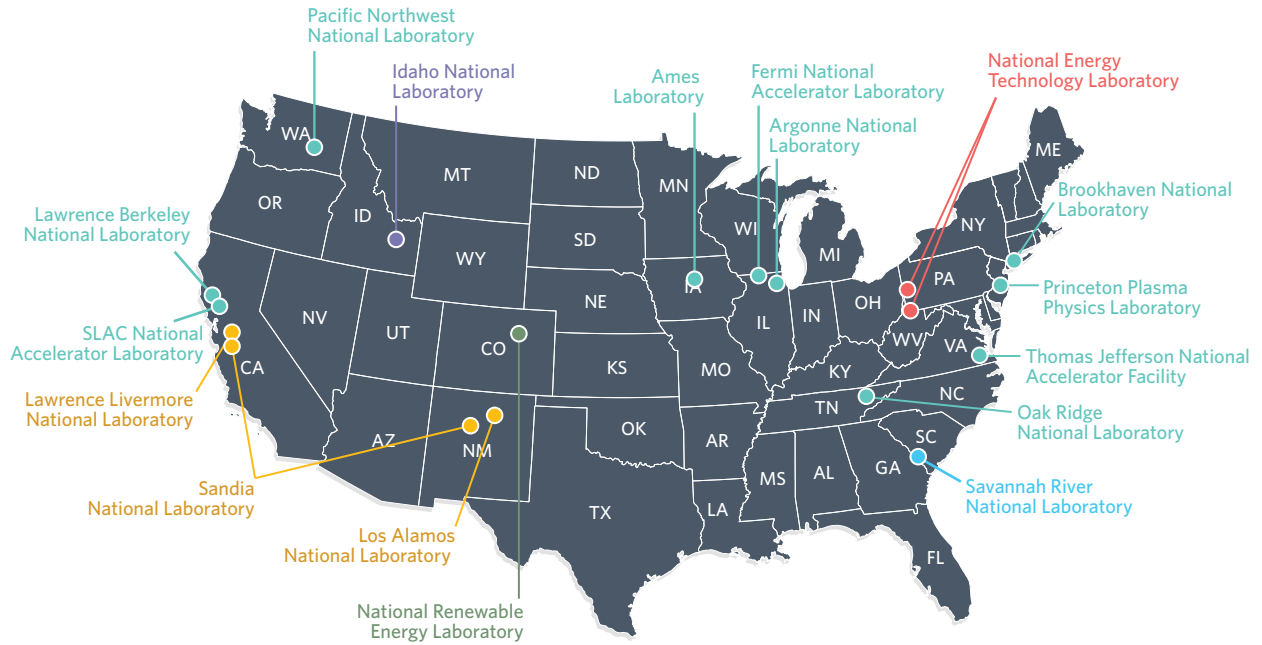 Pacific Northwest
National Laboratory
Idaho National
Laboratory
Ames
Laboratory
Fermi National
Accelerator Laboratory
Argonne National
Laboratory
National Energy
Technology Laboratory
Brookhaven National
Laboratory
Princeton Plasma
Physics Laboratory
Thomas Jefferson National
Accelerator Facility
Oak Ridge
National Laboratory
Savannah River
National Laboratory
Lawrence Berkeley
National Laboratory
SLAC National
Accelerator Laboratory
Lawrence Livermore
National Laboratory
Sandia
National Laboratory
Los Alamos
National Laboratory
National Renewable
Energy Laboratory
WA
OR
ID
MT
ND
MN
WI
MI
NY
ME
SD
WY
NE
IA
IL
IN
OH
PA
NV
UT
CO
KS
MO
KY
WV
VA
CA
AZ
NM
OK
AR
TN
NC
SC
TX
LA
MS
AL
GA
FL